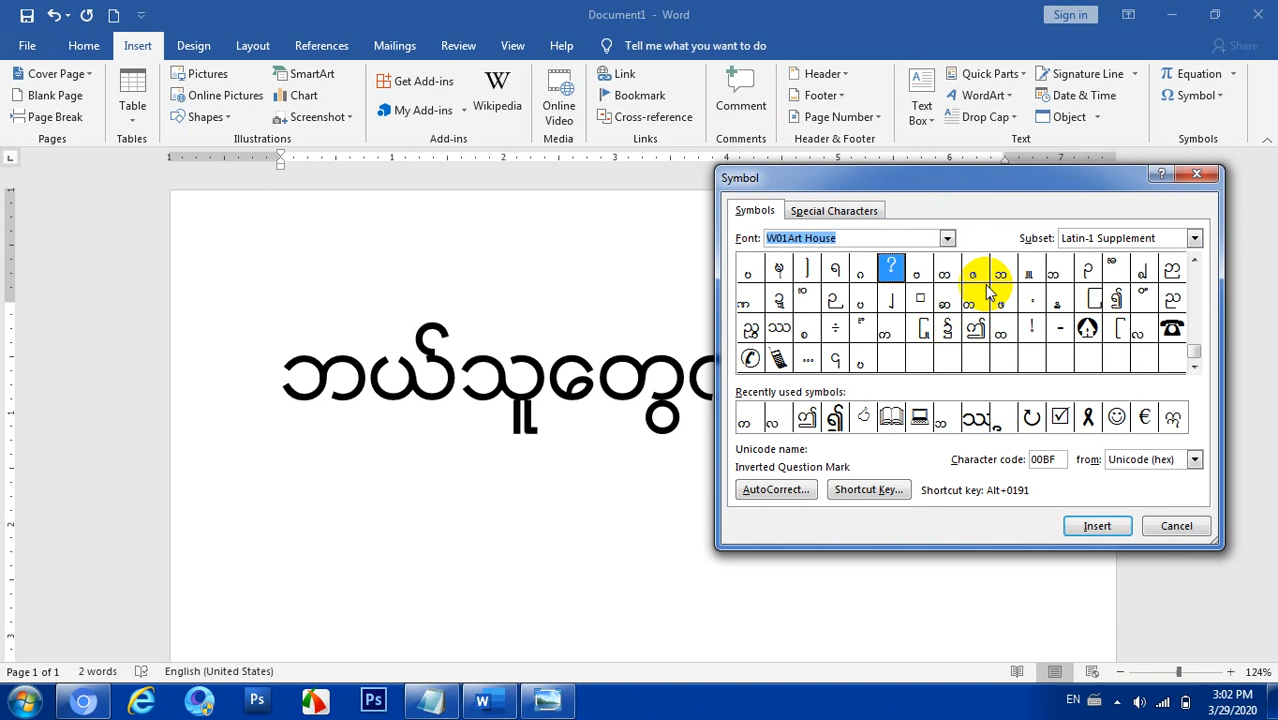 Document1 - Word
Sign in
File Home Insert Design Layout References Mailings Review View Help Tell me what you want to do Share
Cover Page
Blank Page
Page Break
Pages
Table
Tables
Pictures
Online Pictures
Shapes
SmartArt
Chart
Screenshot
Illustrations
Get Add-ins
My Add-ins
Wikipedia
Add-ins
Online Video
Media
Link
Bookmark
Cross-reference
Links
Comment
Comments
Header
Footer
Page Number
Header & Footer
Text Box
Quick Parts
WordArt
Drop Cap
Signature Line
Date & Time
Object
Text
Equation
Symbol
Symbols
ဘယ်သူတွေ
Symbol
Symbols Special Characters
Font: W01Art House Subset: Latin-1 Supplement
Recently used symbols:
Unicode name:
Inverted Question Mark
Character code: 00BF from: Unicode (hex)
AutoCorrect... Shortcut Key... Shortcut key: Alt+0191
Insert Cancel
Page 1 of 1 2 words English (United States) 124%
EN
3:02 PM
3/29/2020